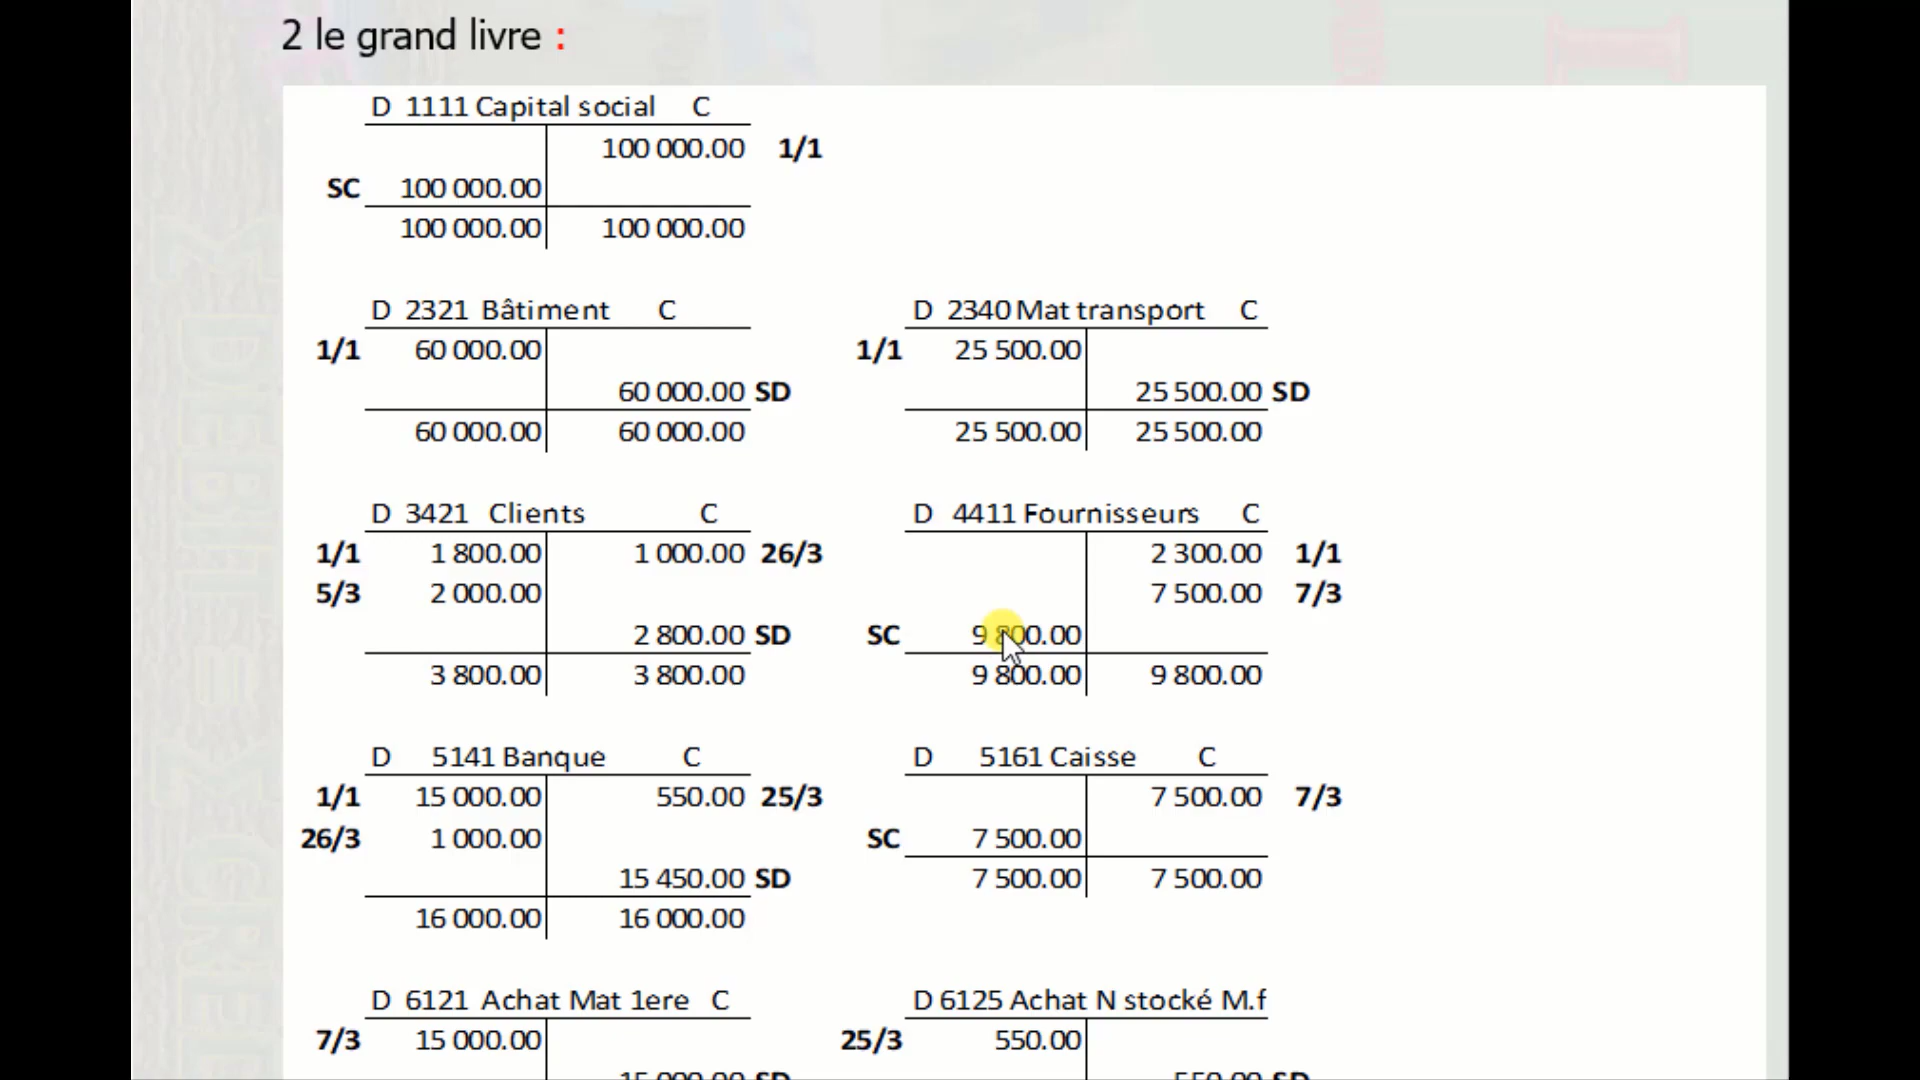 2 le grand livre :
D 1111 Capital social C
100 000.00 1/1
SC 100 000.00
100 000.00 100 000.00
D 2321 Bâtiment C
1/1 60 000.00
60 000.00 SD
60 000.00 60 000.00
D 2340 Mat transport C
1/1 25 500.00
25 500.00 SD
25 500.00 25 500.00
D 3421 Clients C
1/1 1 800.00 1 000.00 26/3
5/3 2 000.00
2 800.00 SD
3 800.00 3 800.00
D 4411 Fournisseurs C
2 300.00 1/1
7 500.00 7/3
SC 9 800.00
9 800.00 9 800.00
D 5141 Banque C
1/1 15 000.00 550.00 25/3
26/3 1 000.00
15 450.00 SD
16 000.00 16 000.00
D 5161 Caisse C
7 500.00 7/3
SC 7 500.00
7 500.00 7 500.00
D 6121 Achat Mat 1ere C
7/3 15 000.00
15 000.00 SD
D 6125 Achat N stocké M.f
25/3 550.00
550.00 SD